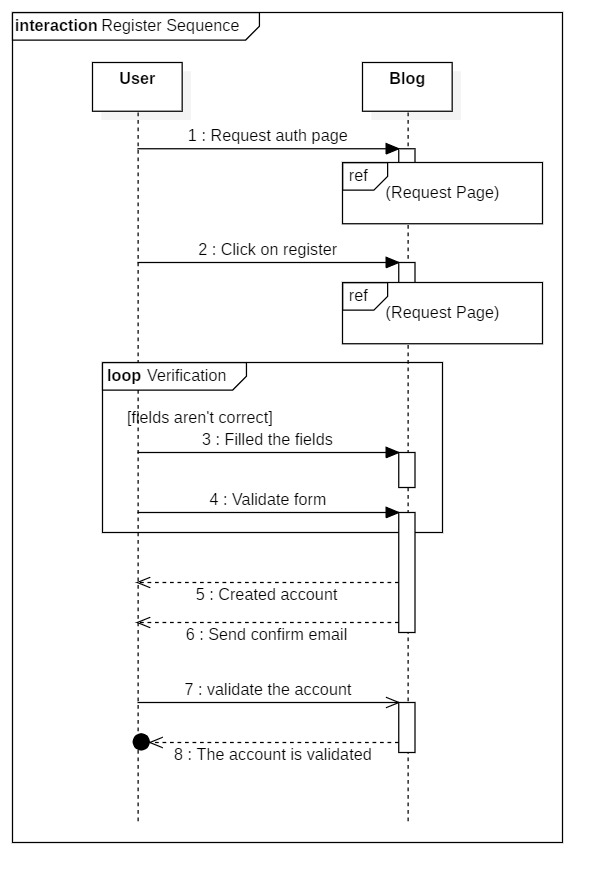 interaction Register Sequence
User
Blog
1 : Request auth page
ref
(Request Page)
2 : Click on register
ref
(Request Page)
loop Verification
[fields aren't correct]
3 : Filled the fields
4 : Validate form
5 : Created account
6 : Send confirm email
7 : validate the account
8 : The account is validated